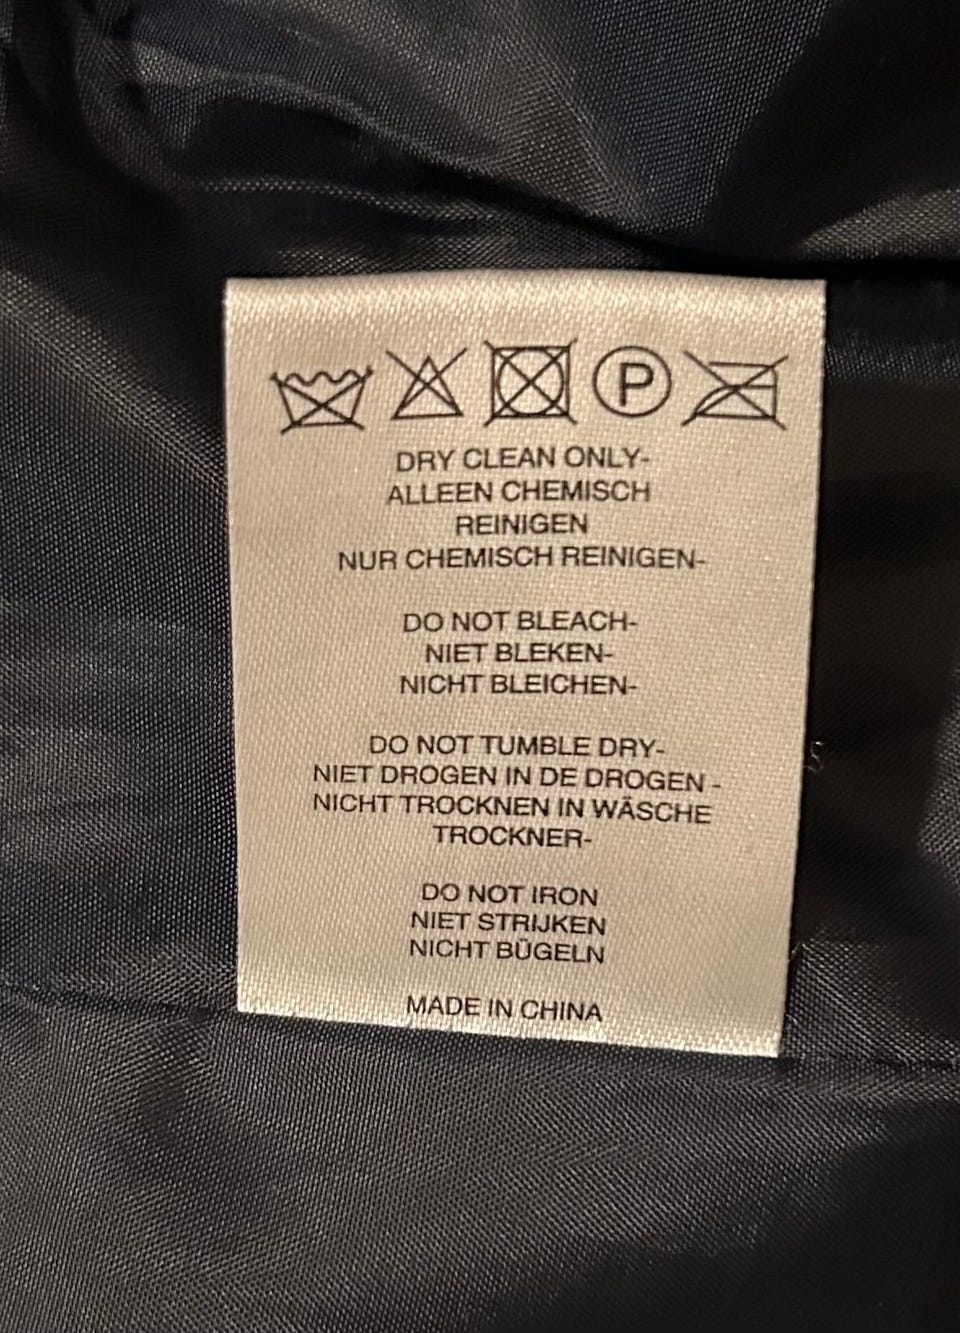 P
DRY CLEAN ONLY-
ALLEEN CHEMISCH
REINIGEN
NUR CHEMISCH REINIGEN-
DO NOT BLEACH-
NIET BLEKEN-
NICHT BLEICHEN-
DO NOT TUMBLE DRY-
NIET DROGEN IN DE DROGEN -
NICHT TROCKNEN IN WÄSCHE
TROCKNER-
DO NOT IRON
NIET STRIJKEN
NICHT BÜGELN
MADE IN CHINA